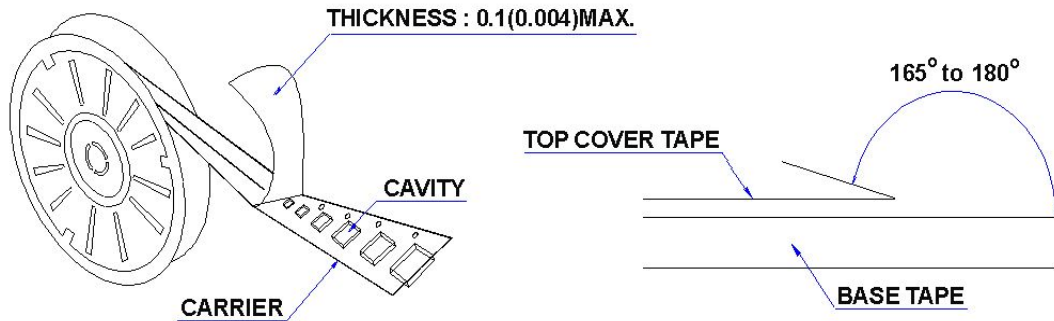 THICKNESS : 0.1(0.004)MAX.
165° to 180°
TOP COVER TAPE
CAVITY
CARRIER
BASE TAPE